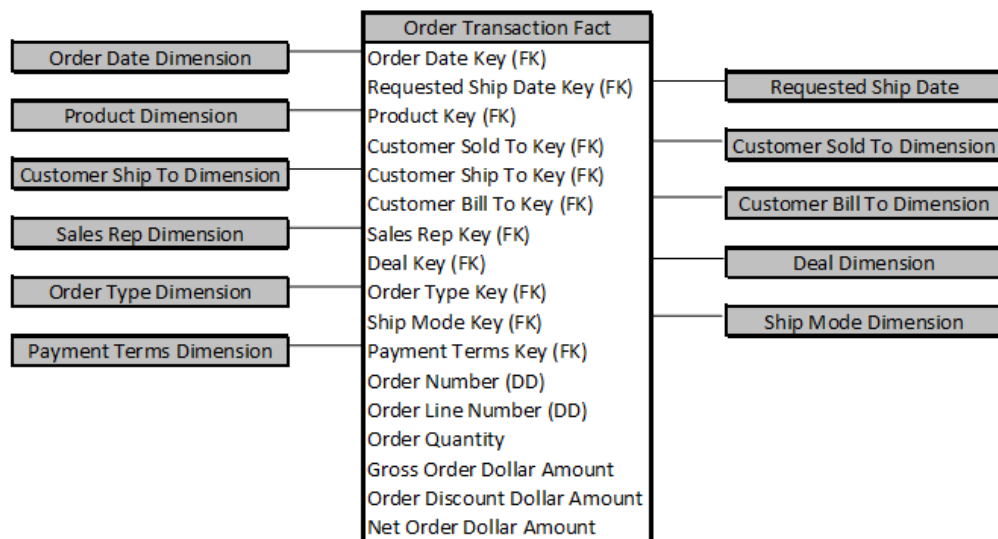 Order Transaction Fact
Order Date Key (FK)
Requested Ship Date Key (FK)
Product Key (FK)
Customer Sold To Key (FK)
Customer Ship To Key (FK)
Customer Bill To Key (FK)
Sales Rep Key (FK)
Deal Key (FK)
Order Type Key (FK)
Ship Mode Key (FK)
Payment Terms Key (FK)
Order Number (DD)
Order Line Number (DD)
Order Quantity
Gross Order Dollar Amount
Order Discount Dollar Amount
Net Order Dollar Amount
Order Date Dimension
Product Dimension
Customer Ship To Dimension
Sales Rep Dimension
Order Type Dimension
Payment Terms Dimension
Requested Ship Date
Customer Sold To Dimension
Customer Bill To Dimension
Deal Dimension
Ship Mode Dimension